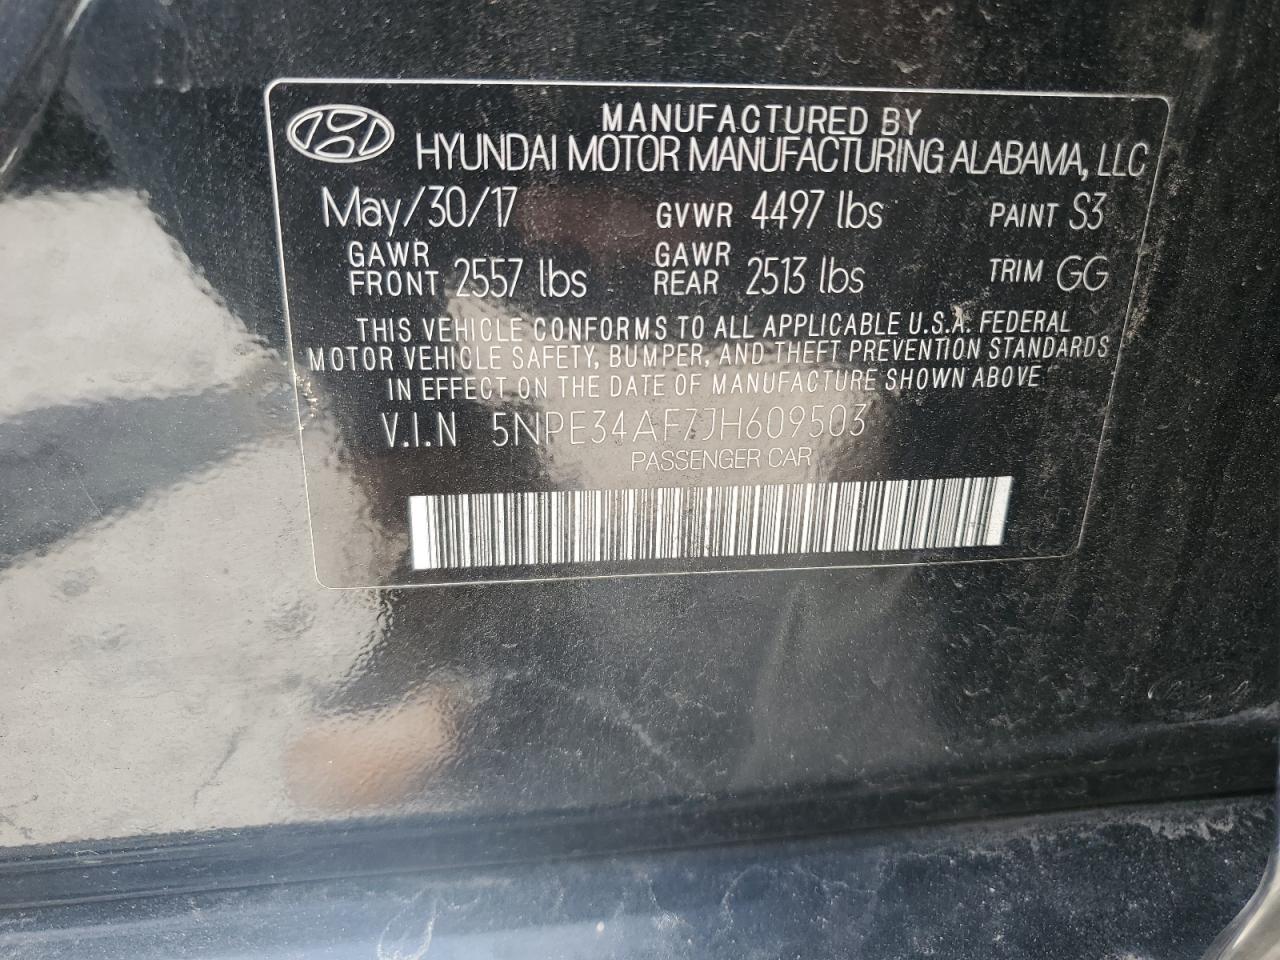 MANUFACTURED BY
HYUNDAI MOTOR MANUFACTURING ALABAMA, LLC
May/30/17 GVWR 4497 lbs PAINT S3
GAWR FRONT 2557 lbs GAWR REAR 2513 lbs TRIM GG
THIS VEHICLE CONFORMS TO ALL APPLICABLE U.S.A. FEDERAL
MOTOR VEHICLE SAFETY, BUMPER, AND THEFT PREVENTION STANDARDS
IN EFFECT ON THE DATE OF MANUFACTURE SHOWN ABOVE
V.I.N 5NPE34AF7JH609503
PASSENGER CAR